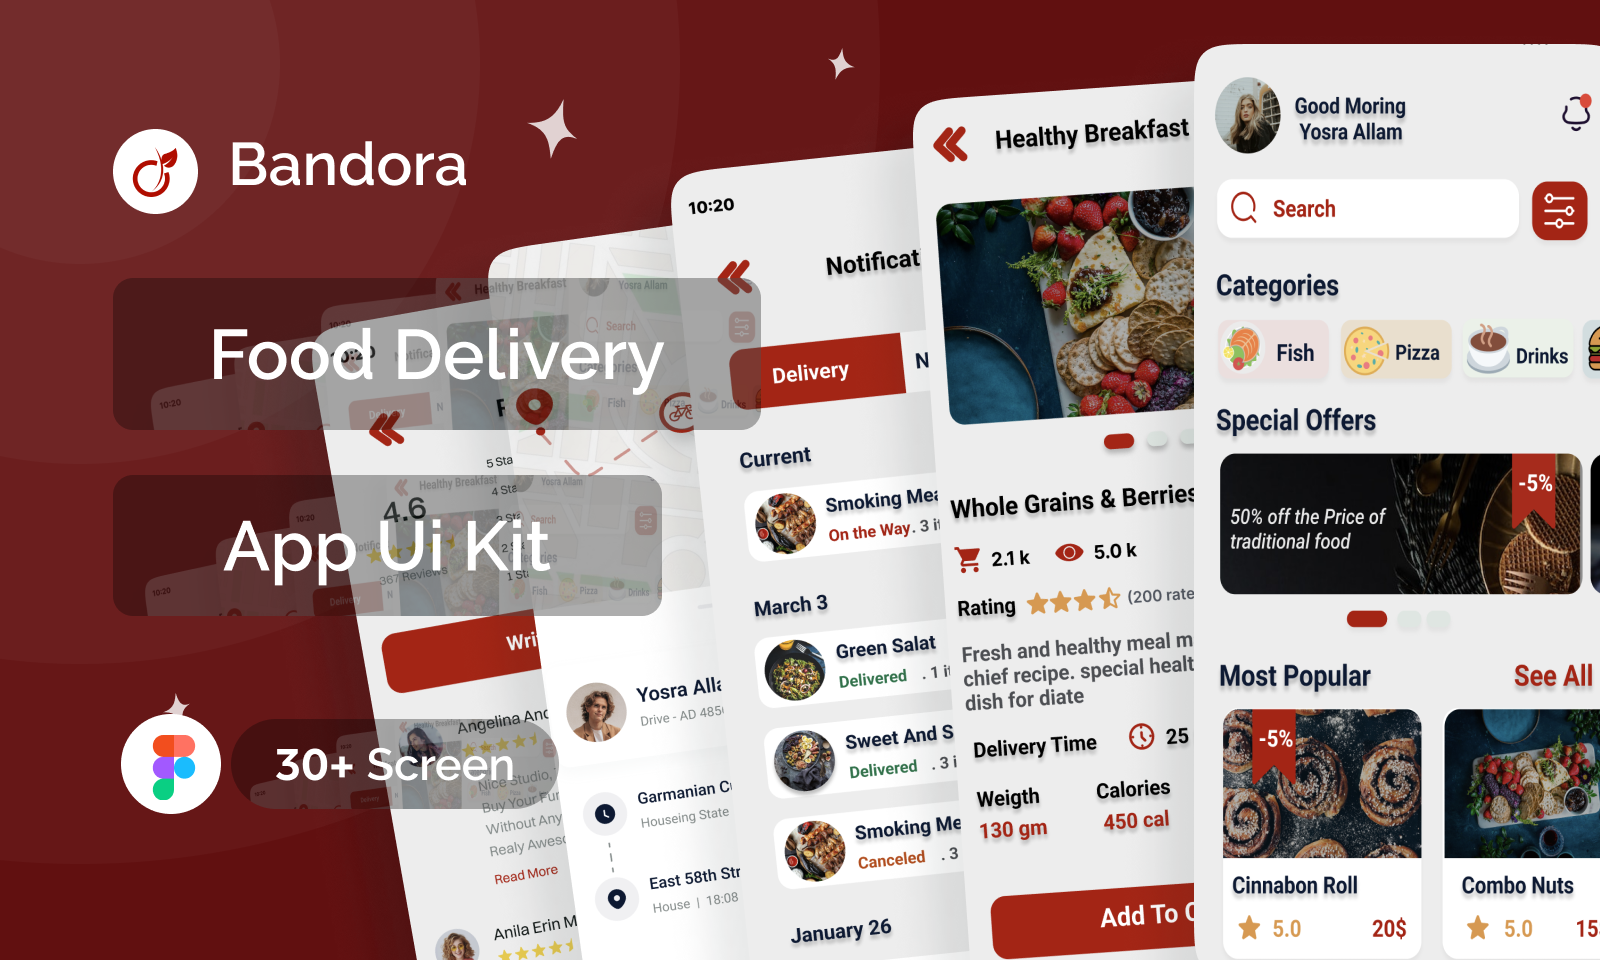 Bandora
Food Delivery
App Ui Kit
30+ Screen
10:20
4.6
367 Reviews
5 Sta
4 Sta
1 St
Angelina And
Nice Studio,
Buy Your Fur
Without Any
Realy Aweso
Read More
Anila Erin M
Yosra Alla
Drive - AD 485
Garmanian C
Houseing State
East 58th Str
House | 18:08
10:20
Notificat
Delivery
N
Current
Smoking Mea
On the Way. 3 it
March 3
Green Salat
Delivered . 1 it
Sweet And S
Delivered . 3 i
Smoking Me
Canceled . 3
January 26
Healthy Breakfast
Whole Grains & Berries
2.1 k
5.0 k
Rating (200 rate
Fresh and healthy meal m
chief recipe. special healt
dish for diate
Delivery Time 25
Weigth Calories
130 gm 450 cal
Add To C
Good Moring
Yosra Allam
Search
Categories
Fish Pizza Drinks
Special Offers
-5%
50% off the Price of
traditional food
Most Popular See All
-5%
Cinnabon Roll
5.0 20$
Combo Nuts
5.0 15